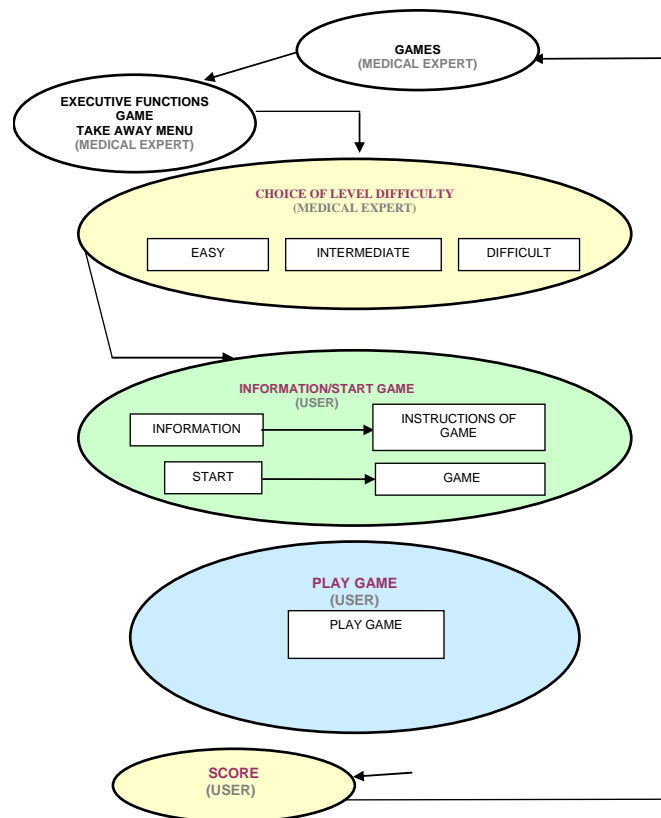 GAMES
(MEDICAL EXPERT)
EXECUTIVE FUNCTIONS
GAME
TAKE AWAY MENU
(MEDICAL EXPERT)
CHOICE OF LEVEL DIFFICULTY
(MEDICAL EXPERT)
EASY
INTERMEDIATE
DIFFICULT
INFORMATION/START GAME
(USER)
INFORMATION
INSTRUCTIONS OF
GAME
START
GAME
PLAY GAME
(USER)
PLAY GAME
SCORE
(USER)